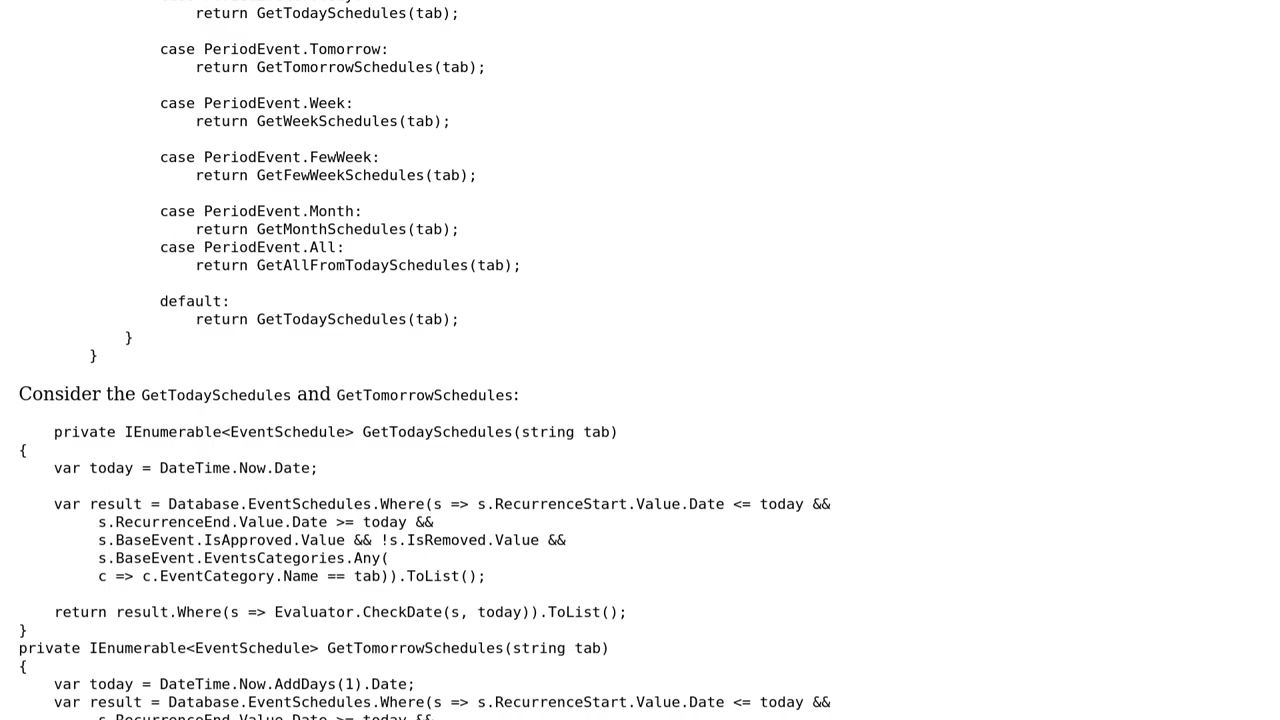 return GetTodaySchedules(tab);
case PeriodEvent.Tomorrow:
return GetTomorrowSchedules(tab);
case PeriodEvent.Week:
return GetWeekSchedules(tab);
case PeriodEvent.FewWeek:
return GetFewWeekSchedules(tab);
case PeriodEvent.Month:
return GetMonthSchedules(tab);
case PeriodEvent.All:
return GetAllFromTodaySchedules(tab);
default:
return GetTodaySchedules(tab);
}
}
Consider the GetTodaySchedules and GetTomorrowSchedules:
private IEnumerable<EventSchedule> GetTodaySchedules(string tab)
{
var today = DateTime.Now.Date;
var result = Database.EventSchedules.Where(s => s.RecurrenceStart.Value.Date <= today &&
s.RecurrenceEnd.Value.Date >= today &&
s.BaseEvent.IsApproved.Value && !s.IsRemoved.Value &&
s.BaseEvent.EventsCategories.Any(
c => c.EventCategory.Name == tab)).ToList();
return result.Where(s => Evaluator.CheckDate(s, today)).ToList();
}
private IEnumerable<EventSchedule> GetTomorrowSchedules(string tab)
{
var today = DateTime.Now.AddDays(1).Date;
var result = Database.EventSchedules.Where(s => s.RecurrenceStart.Value.Date <= today &&
s.RecurrenceEnd.Value.Date >= today &&